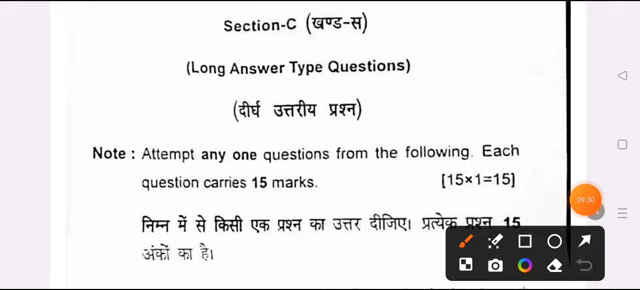 Section-C (खण्ड-स)
(Long Answer Type Questions)
(दीर्घ उत्तरीय प्रश्न)
Note : Attempt any one questions from the following. Each
question carries 15 marks. [15×1=15]
निम्न में से किसी एक प्रश्न का उत्तर दीजिए। प्रत्येक प्रश्न 15
अंकों का है।
09:30